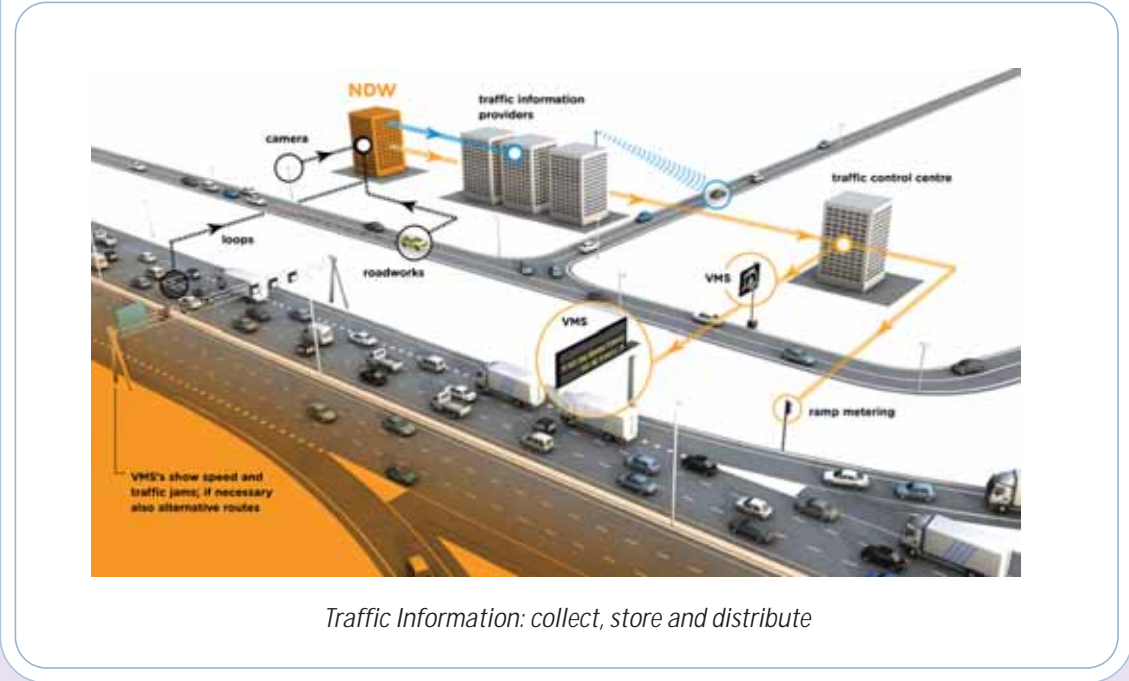 NDW
traffic information
providers
camera
traffic control centre
loops
roadworks
VMS
VMS
ramp metering
VMS's show speed and
traffic jams; if necessary
also alternative routes
Traffic Information: collect, store and distribute